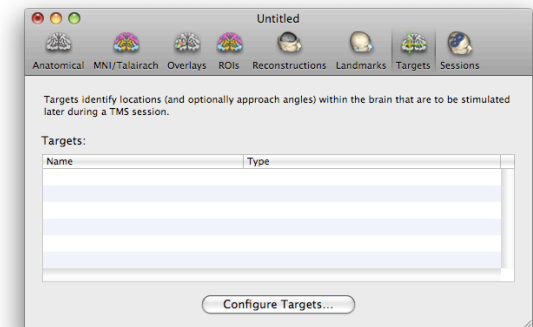 Untitled
Anatomical MNI/Talairach Overlays ROIs Reconstructions Landmarks Targets Sessions
Targets identify locations (and optionally approach angles) within the brain that are to be stimulated
later during a TMS session.
Targets:
Name Type
Configure Targets...